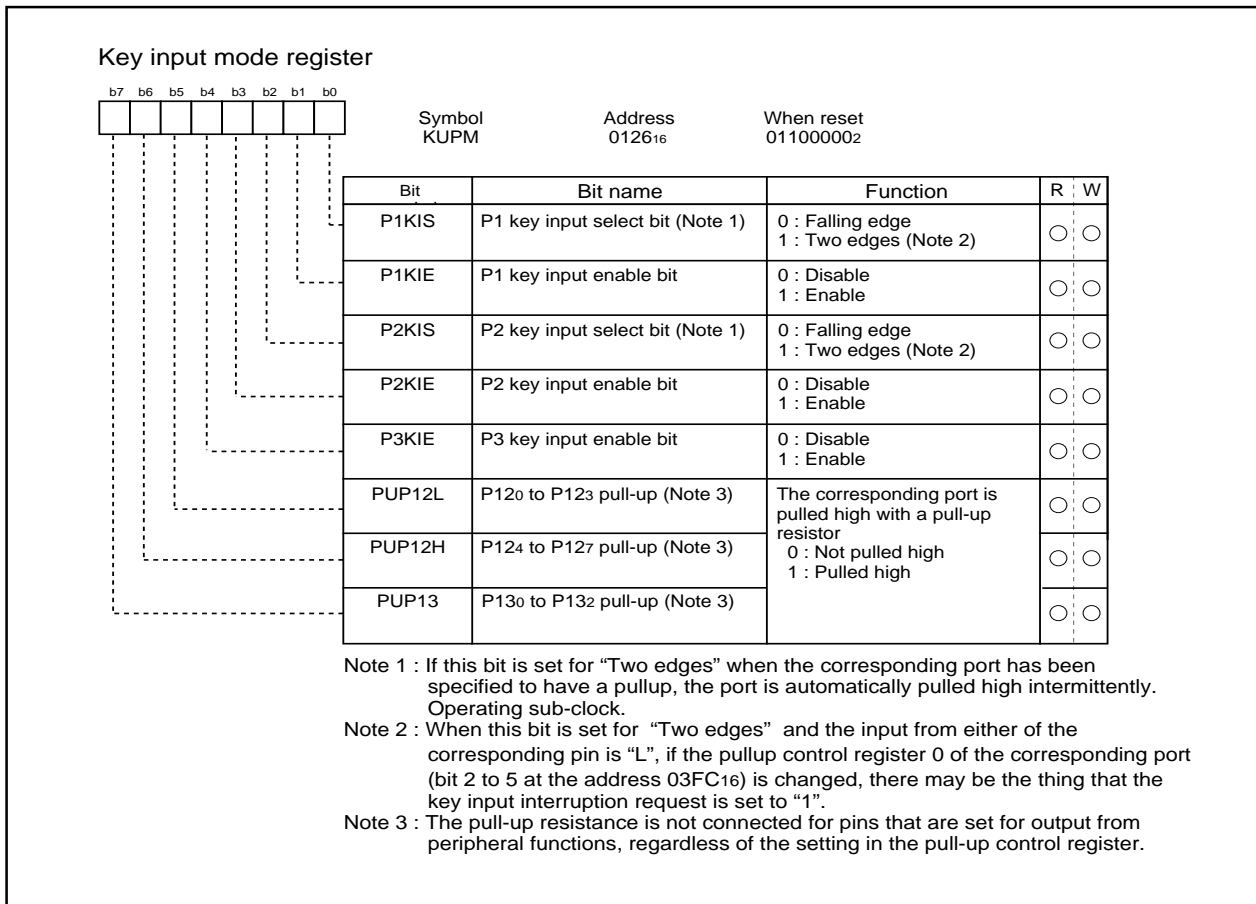 Key input mode register
b7 b6 b5 b4 b3 b2 b1 b0
Symbol Address When reset
KUPM 012616 011000002
Bit Bit name Function R W
P1KIS P1 key input select bit (Note 1) 0 : Falling edge
1 : Two edges (Note 2)
P1KIE P1 key input enable bit 0 : Disable
1 : Enable
P2KIS P2 key input select bit (Note 1) 0 : Falling edge
1 : Two edges (Note 2)
P2KIE P2 key input enable bit 0 : Disable
1 : Enable
P3KIE P3 key input enable bit 0 : Disable
1 : Enable
PUP12L P120 to P123 pull-up (Note 3) The corresponding port is
pulled high with a pull-up
resistor
PUP12H P124 to P127 pull-up (Note 3) 0 : Not pulled high
1 : Pulled high
PUP13 P130 to P132 pull-up (Note 3)
Note 1 : If this bit is set for “Two edges” when the corresponding port has been
specified to have a pullup, the port is automatically pulled high intermittently.
Operating sub-clock.
Note 2 : When this bit is set for “Two edges” and the input from either of the
corresponding pin is “L”, if the pullup control register 0 of the corresponding port
(bit 2 to 5 at the address 03FC16) is changed, there may be the thing that the
key input interruption request is set to “1”.
Note 3 : The pull-up resistance is not connected for pins that are set for output from
peripheral functions, regardless of the setting in the pull-up control register.